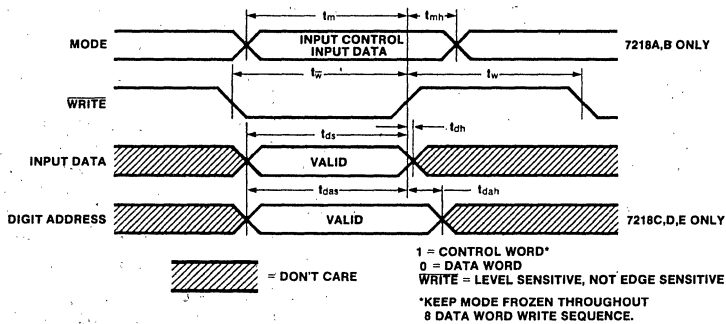 tm
tmh
MODE
INPUT CONTROL
INPUT DATA
7218A,B ONLY
tw̅
tw
W̅R̅I̅T̅E̅
tds
tdh
INPUT DATA
VALID
tdas
tdah
DIGIT ADDRESS
VALID
7218C,D,E ONLY
= DON'T CARE
1 = CONTROL WORD*
0 = DATA WORD
W̅R̅I̅T̅E̅ = LEVEL SENSITIVE, NOT EDGE SENSITIVE
*KEEP MODE FROZEN THROUGHOUT
8 DATA WORD WRITE SEQUENCE.